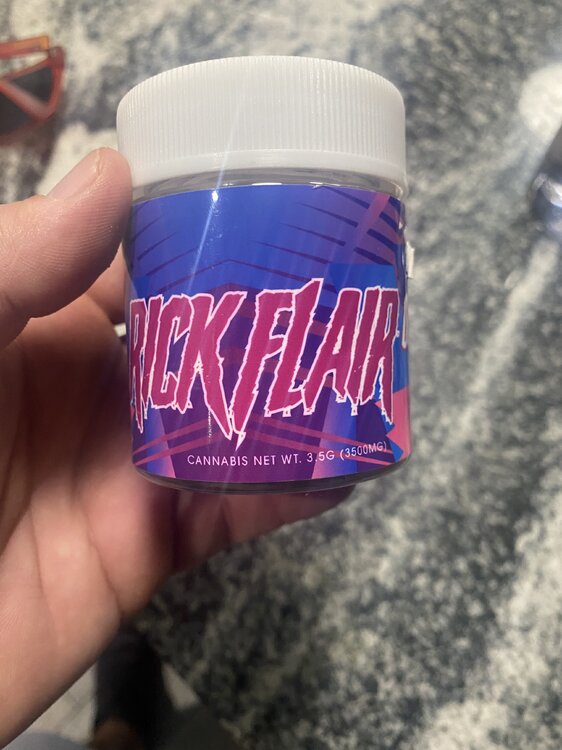 RICK FLAIR
CANNABIS NET WT. 3.5G (3500MG)